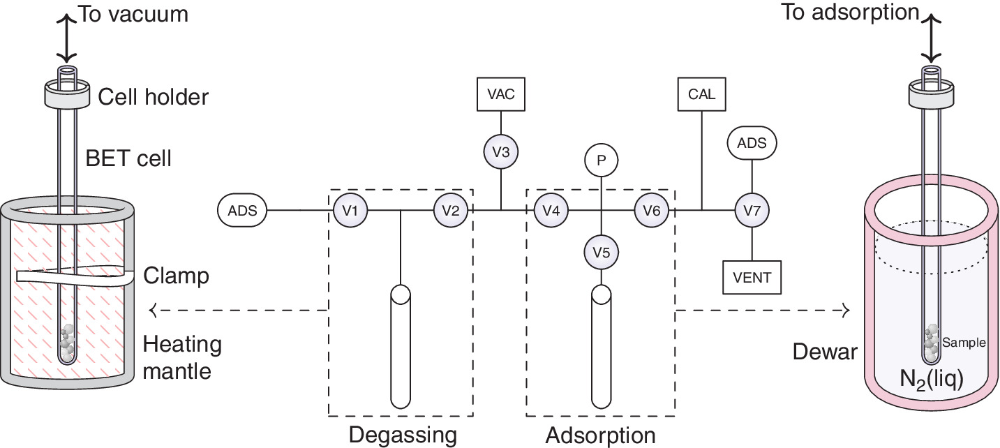 To vacuum
To adsorption
Cell holder
VAC
CAL
BET cell
V3
P
ADS
ADS
V1
V2
V4
V6
V7
V5
VENT
Clamp
Heating
mantle
Dewar
Sample
N₂(liq)
Degassing
Adsorption